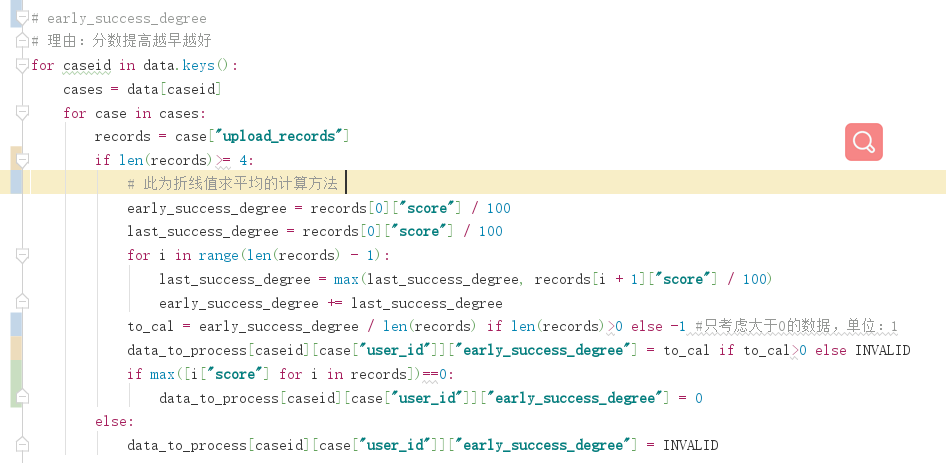 # early_success_degree
# 理由：分数提高越早越好
for caseid in data.keys():
    cases = data[caseid]
    for case in cases:
        records = case["upload_records"]
        if len(records)>= 4:
            # 此为折线值求平均的计算方法
            early_success_degree = records[0]["score"] / 100
            last_success_degree = records[0]["score"] / 100
            for i in range(len(records) - 1):
                last_success_degree = max(last_success_degree, records[i + 1]["score"] / 100)
                early_success_degree += last_success_degree
            to_cal = early_success_degree / len(records) if len(records)>0 else -1 #只考虑大于0的数据，单位：1
            data_to_process[caseid][case["user_id"]]["early_success_degree"] = to_cal if to_cal>0 else INVALID
            if max([i["score"] for i in records])==0:
                data_to_process[caseid][case["user_id"]]["early_success_degree"] = 0
        else:
            data_to_process[caseid][case["user_id"]]["early_success_degree"] = INVALID